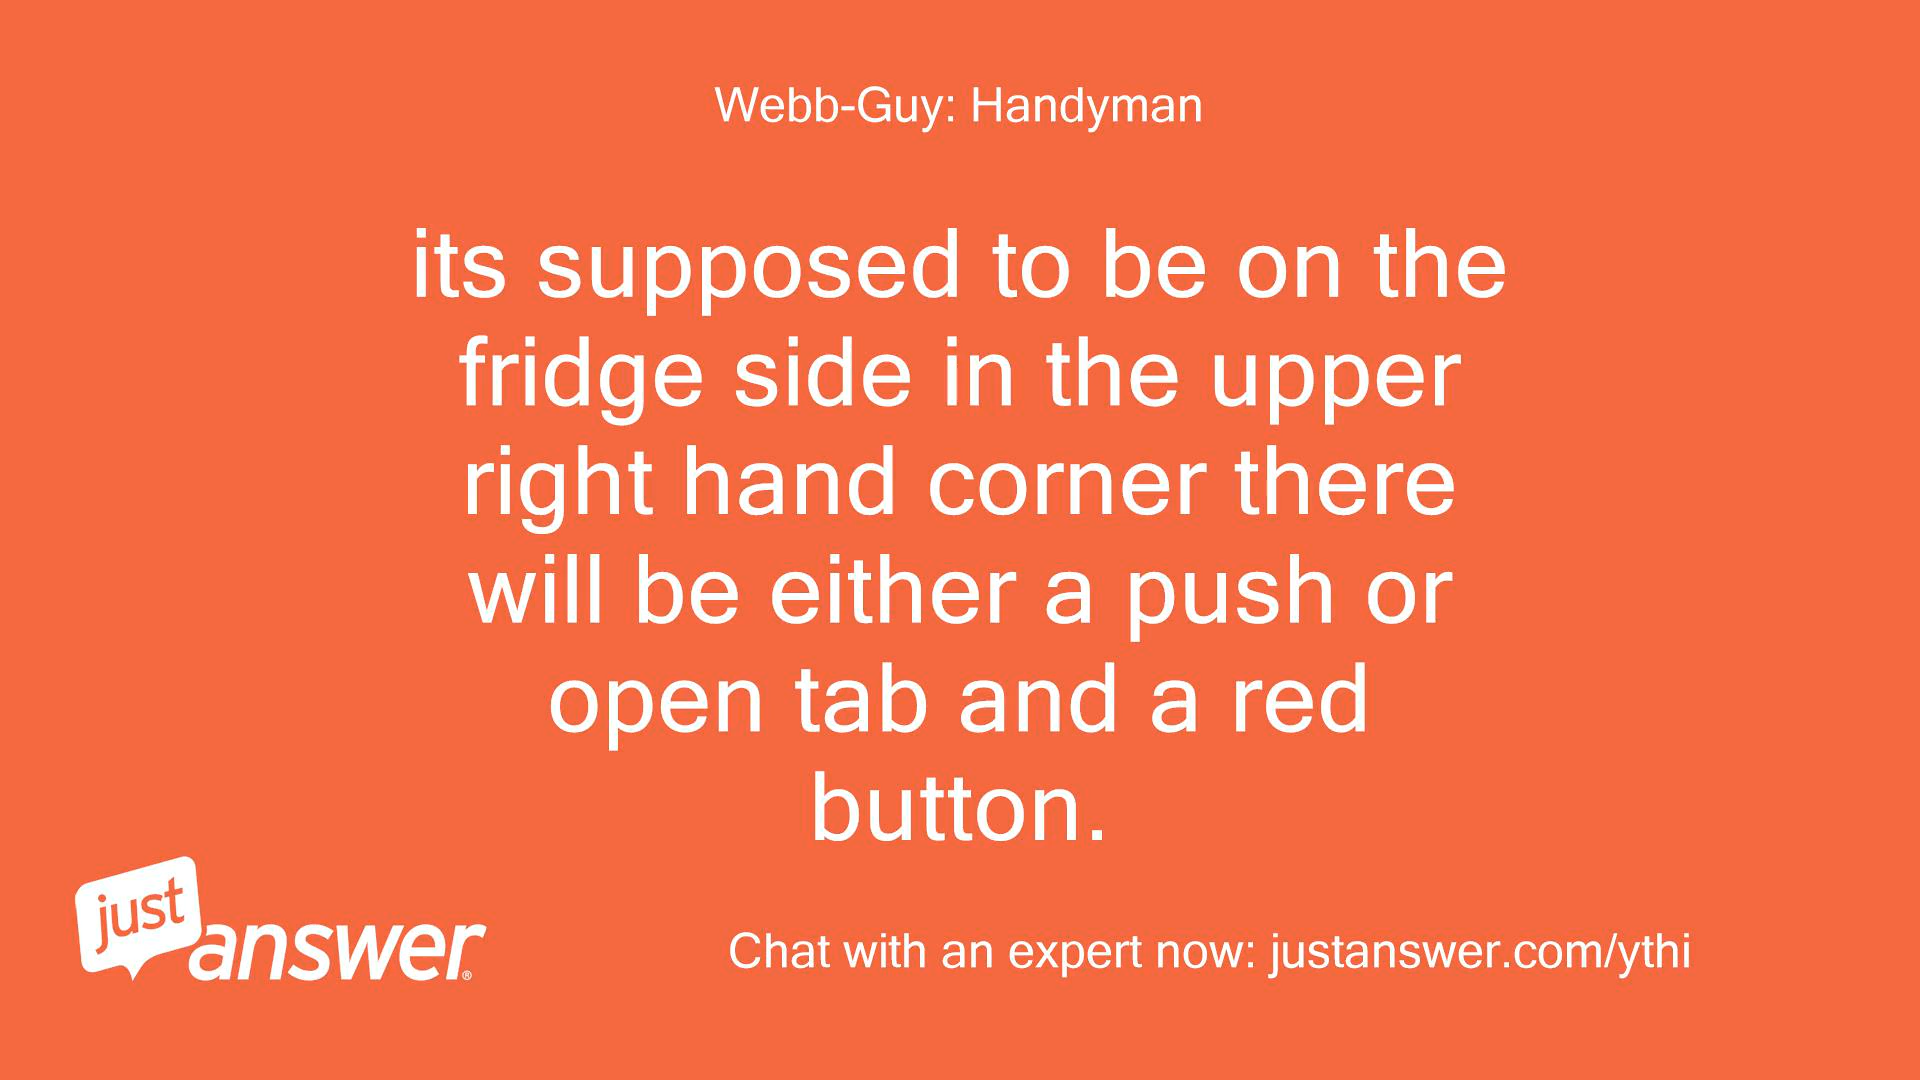 Webb-Guy: Handyman
its supposed to be on the
fridge side in the upper
right hand corner there
will be either a push or
open tab and a red
button.
just
answer®
Chat with an expert now: justanswer.com/ythi